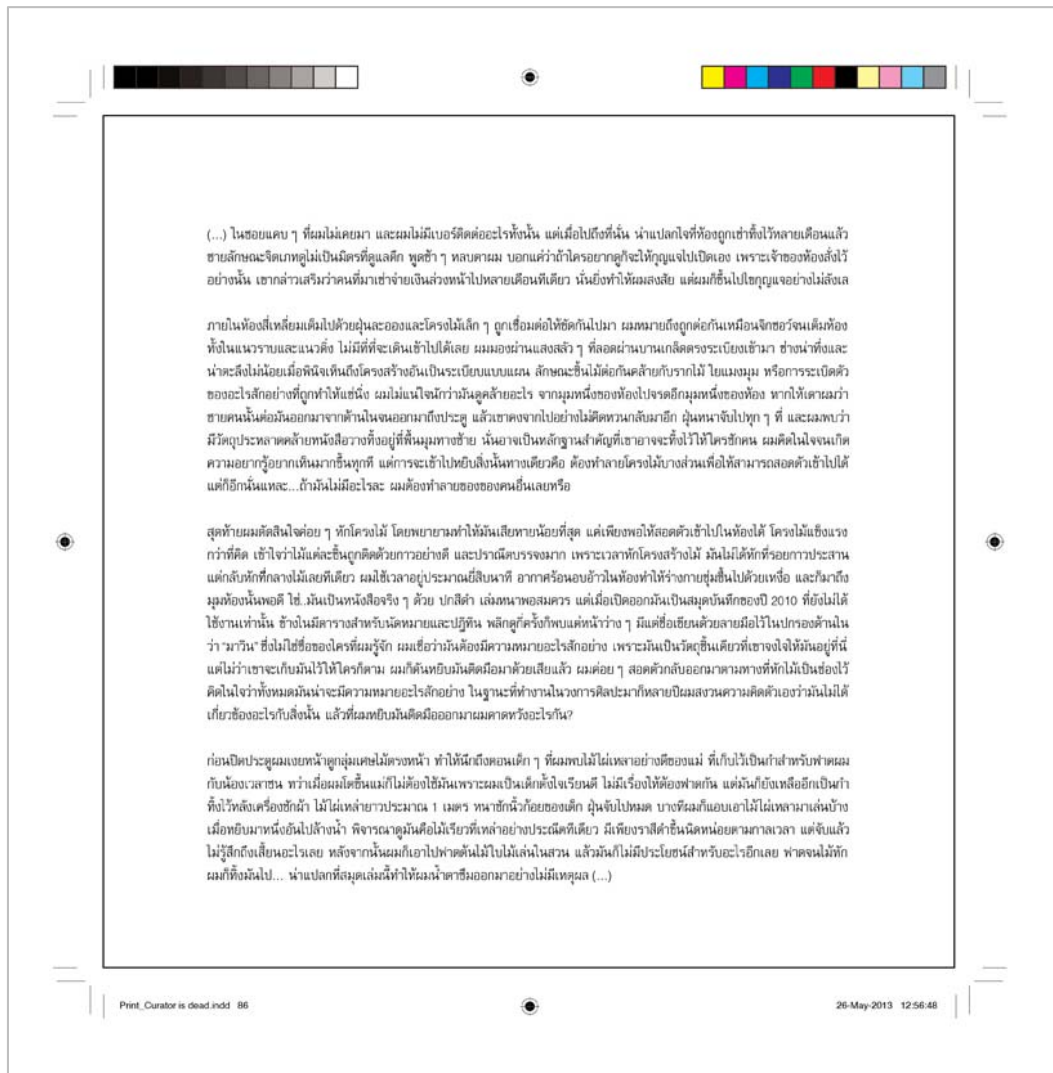 (...) ในซอยแคบ ๆ ที่ผมไม่เคยมา และผมไม่มีเบอร์ติดต่ออะไรทั้งนั้น แต่เมื่อไปถึงที่นั่น น่าแปลกใจที่ห้องถูกเช่าทิ้งไว้หลายเดือนแล้ว
ชายลักษณะจิตเภทดูไม่เป็นมิตรที่ดูแลตึก พูดช้า ๆ หลบตาผม บอกแค่ว่าถ้าใครอยากดูก็จะให้กุญแจไปเปิดเอง เพราะเจ้าของห้องสั่งไว้
อย่างนั้น เขากล่าวเสริมว่าคนที่มาเช่าจ่ายเงินล่วงหน้าไปหลายเดือนทีเดียว นั่นยิ่งทำให้ผมสงสัย แต่ผมก็ขึ้นไปไขกุญแจอย่างไม่ลังเล
ภายในห้องสี่เหลี่ยมเต็มไปด้วยฝุ่นละอองและโครงไม้เล็ก ๆ ถูกเชื่อมต่อให้ขัดกันไปมา ผมหมายถึงถูกต่อกันเหมือนจิกซอว์จนเต็มห้อง
ทั้งในแนวราบและแนวดิ่ง ไม่มีที่ที่จะเดินเข้าไปได้เลย ผมมองผ่านแสงสลัว ๆ ที่ลอดผ่านบานเกล็ดตรงระเบียงเข้ามา ช่างน่าทึ่งและ
น่าตะลึงไม่น้อยเมื่อพินิจเห็นถึงโครงสร้างอันเป็นระเบียบแบบแผน ลักษณะชิ้นไม้ต่อกันคล้ายกับรากไม้ ใยแมงมุม หรือการระเบิดตัว
ของอะไรสักอย่างที่ถูกทำให้แช่นิ่ง ผมไม่แน่ใจนักว่ามันดูคล้ายอะไร จากมุมหนึ่งของห้องไปจรดอีกมุมหนึ่งของห้อง หากให้เดาผมว่า
ชายคนนั้นต่อมันออกมาจากด้านในจนออกมาถึงประตู แล้วเขาคงจากไปอย่างไม่คิดหวนกลับมาอีก ฝุ่นหนาจับไปทุก ๆ ที่ และผมพบว่า
มีวัตถุประหลาดคล้ายหนังสือวางทิ้งอยู่ที่พื้นมุมทางซ้าย นั่นอาจเป็นหลักฐานสำคัญที่เขาอาจจะทิ้งไว้ให้ใครซักคน ผมคิดในใจจนเกิด
ความอยากรู้อยากเห็นมากขึ้นทุกที แต่การจะเข้าไปหยิบสิ่งนั้นทางเดียวคือ ต้องทำลายโครงไม้บางส่วนเพื่อให้สามารถสอดตัวเข้าไปได้
แต่ก็อีกนั่นแหละ...ถ้ามันไม่มีอะไรละ ผมต้องทำลายของของคนอื่นเลยหรือ
สุดท้ายผมตัดสินใจค่อย ๆ หักโครงไม้ โดยพยายามทำให้มันเสียหายน้อยที่สุด แค่เพียงพอให้สอดตัวเข้าไปในห้องได้ โครงไม้แข็งแรง
กว่าที่คิด เข้าใจว่าไม้แต่ละชิ้นถูกติดด้วยกาวอย่างดี และปราณีตบรรจงมาก เพราะเวลาหักโครงสร้างไม้ มันไม่ได้หักที่รอยกาวประสาน
แต่กลับหักที่กลางไม้เลยทีเดียว ผมใช้เวลาอยู่ประมาณยี่สิบนาที อากาศร้อนอบอ้าวในห้องทำให้ร่างกายชุ่มชื้นไปด้วยเหงื่อ และก็มาถึง
มุมห้องนั้นพอดี ใช่..มันเป็นหนังสือจริง ๆ ด้วย ปกสีดำ เล่มหนาพอสมควร แต่เมื่อเปิดออกมันเป็นสมุดบันทึกของปี 2010 ที่ยังไม่ได้
ใช้งานเท่านั้น ข้างในมีตารางสำหรับนัดหมายและปฎิทิน พลิกดูกี่ครั้งก็พบแต่หน้าว่าง ๆ มีแต่ชื่อเขียนด้วยลายมือไว้ในปกรองด้านใน
ว่า “มาวิน” ซึ่งไม่ใช่ชื่อของใครที่ผมรู้จัก ผมเชื่อว่ามันต้องมีความหมายอะไรสักอย่าง เพราะมันเป็นวัตถุชิ้นเดียวที่เขาจงใจให้มันอยู่ที่นี่
แต่ไม่ว่าเขาจะเก็บมันไว้ให้ใครก็ตาม ผมก็ดันหยิบมันติดมือมาด้วยเสียแล้ว ผมค่อย ๆ สอดตัวกลับออกมาตามทางที่หักไม้เป็นช่องไว้
คิดในใจว่าทั้งหมดมันน่าจะมีความหมายอะไรสักอย่าง ในฐานะที่ทำงานในวงการศิลปะมาก็หลายปีผมสงวนความคิดตัวเองว่ามันไม่ได้
เกี่ยวข้องอะไรกับสิ่งนั้น แล้วที่ผมหยิบมันติดมือออกมาผมคาดหวังอะไรกัน?
ก่อนปิดประตูผมเงยหน้าดูกลุ่มเศษไม้ตรงหน้า ทำให้นึกถึงตอนเด็ก ๆ ที่ผมพบไม้ไผ่เหลาอย่างดีของแม่ ที่เก็บไว้เป็นกำสำหรับฟาดผม
กับน้องเวลาซน ทว่าเมื่อผมโตขึ้นแม่ก็ไม่ต้องใช้มันเพราะผมเป็นเด็กตั้งใจเรียนดี ไม่มีเรื่องให้ต้องฟาดกัน แต่มันก็ยังเหลืออีกเป็นกำ
ทิ้งไว้หลังเครื่องซักผ้า ไม้ไผ่เหล่ายาวประมาณ 1 เมตร หนาซักนิ้วก้อยของเด็ก ฝุ่นจับไปหมด บางทีผมก็แอบเอาไม้ไผ่เหลามาเล่นบ้าง
เมื่อหยิบมาหนึ่งอันไปล้างน้ำ พิจารณาดูมันคือไม้เรียวที่เหล่าอย่างประณีตทีเดียว มีเพียงราสีดำขึ้นนิดหน่อยตามกาลเวลา แต่จับแล้ว
ไม่รู้สึกถึงเสี้ยนอะไรเลย หลังจากนั้นผมก็เอาไปฟาดต้นไม้ใบไม้เล่นในสวน แล้วมันก็ไม่มีประโยชน์สำหรับอะไรอีกเลย ฟาดจนไม้หัก
ผมก็ทิ้งมันไป... น่าแปลกที่สมุดเล่มนี้ทำให้ผมน้ำตาซึมออกมาอย่างไม่มีเหตุผล (...)
Print_Curator is dead.indd 86
26-May-2013 12:56:48